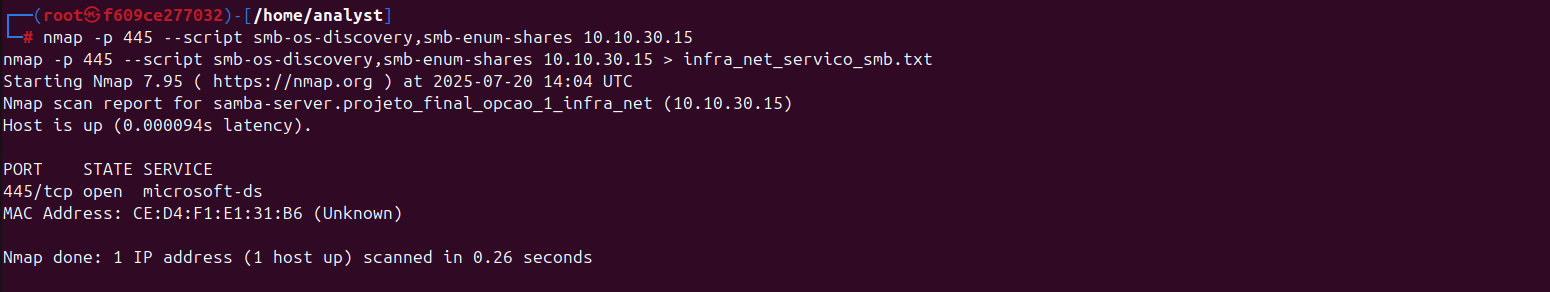 ┌──(root㉿f609ce277032)-[/home/analyst]
└─# nmap -p 445 --script smb-os-discovery,smb-enum-shares 10.10.30.15
nmap -p 445 --script smb-os-discovery,smb-enum-shares 10.10.30.15 > infra_net_servico_smb.txt
Starting Nmap 7.95 ( https://nmap.org ) at 2025-07-20 14:04 UTC
Nmap scan report for samba-server.projeto_final_opcao_1_infra_net (10.10.30.15)
Host is up (0.000094s latency).
PORT    STATE SERVICE
445/tcp open  microsoft-ds
MAC Address: CE:D4:F1:E1:31:B6 (Unknown)
Nmap done: 1 IP address (1 host up) scanned in 0.26 seconds